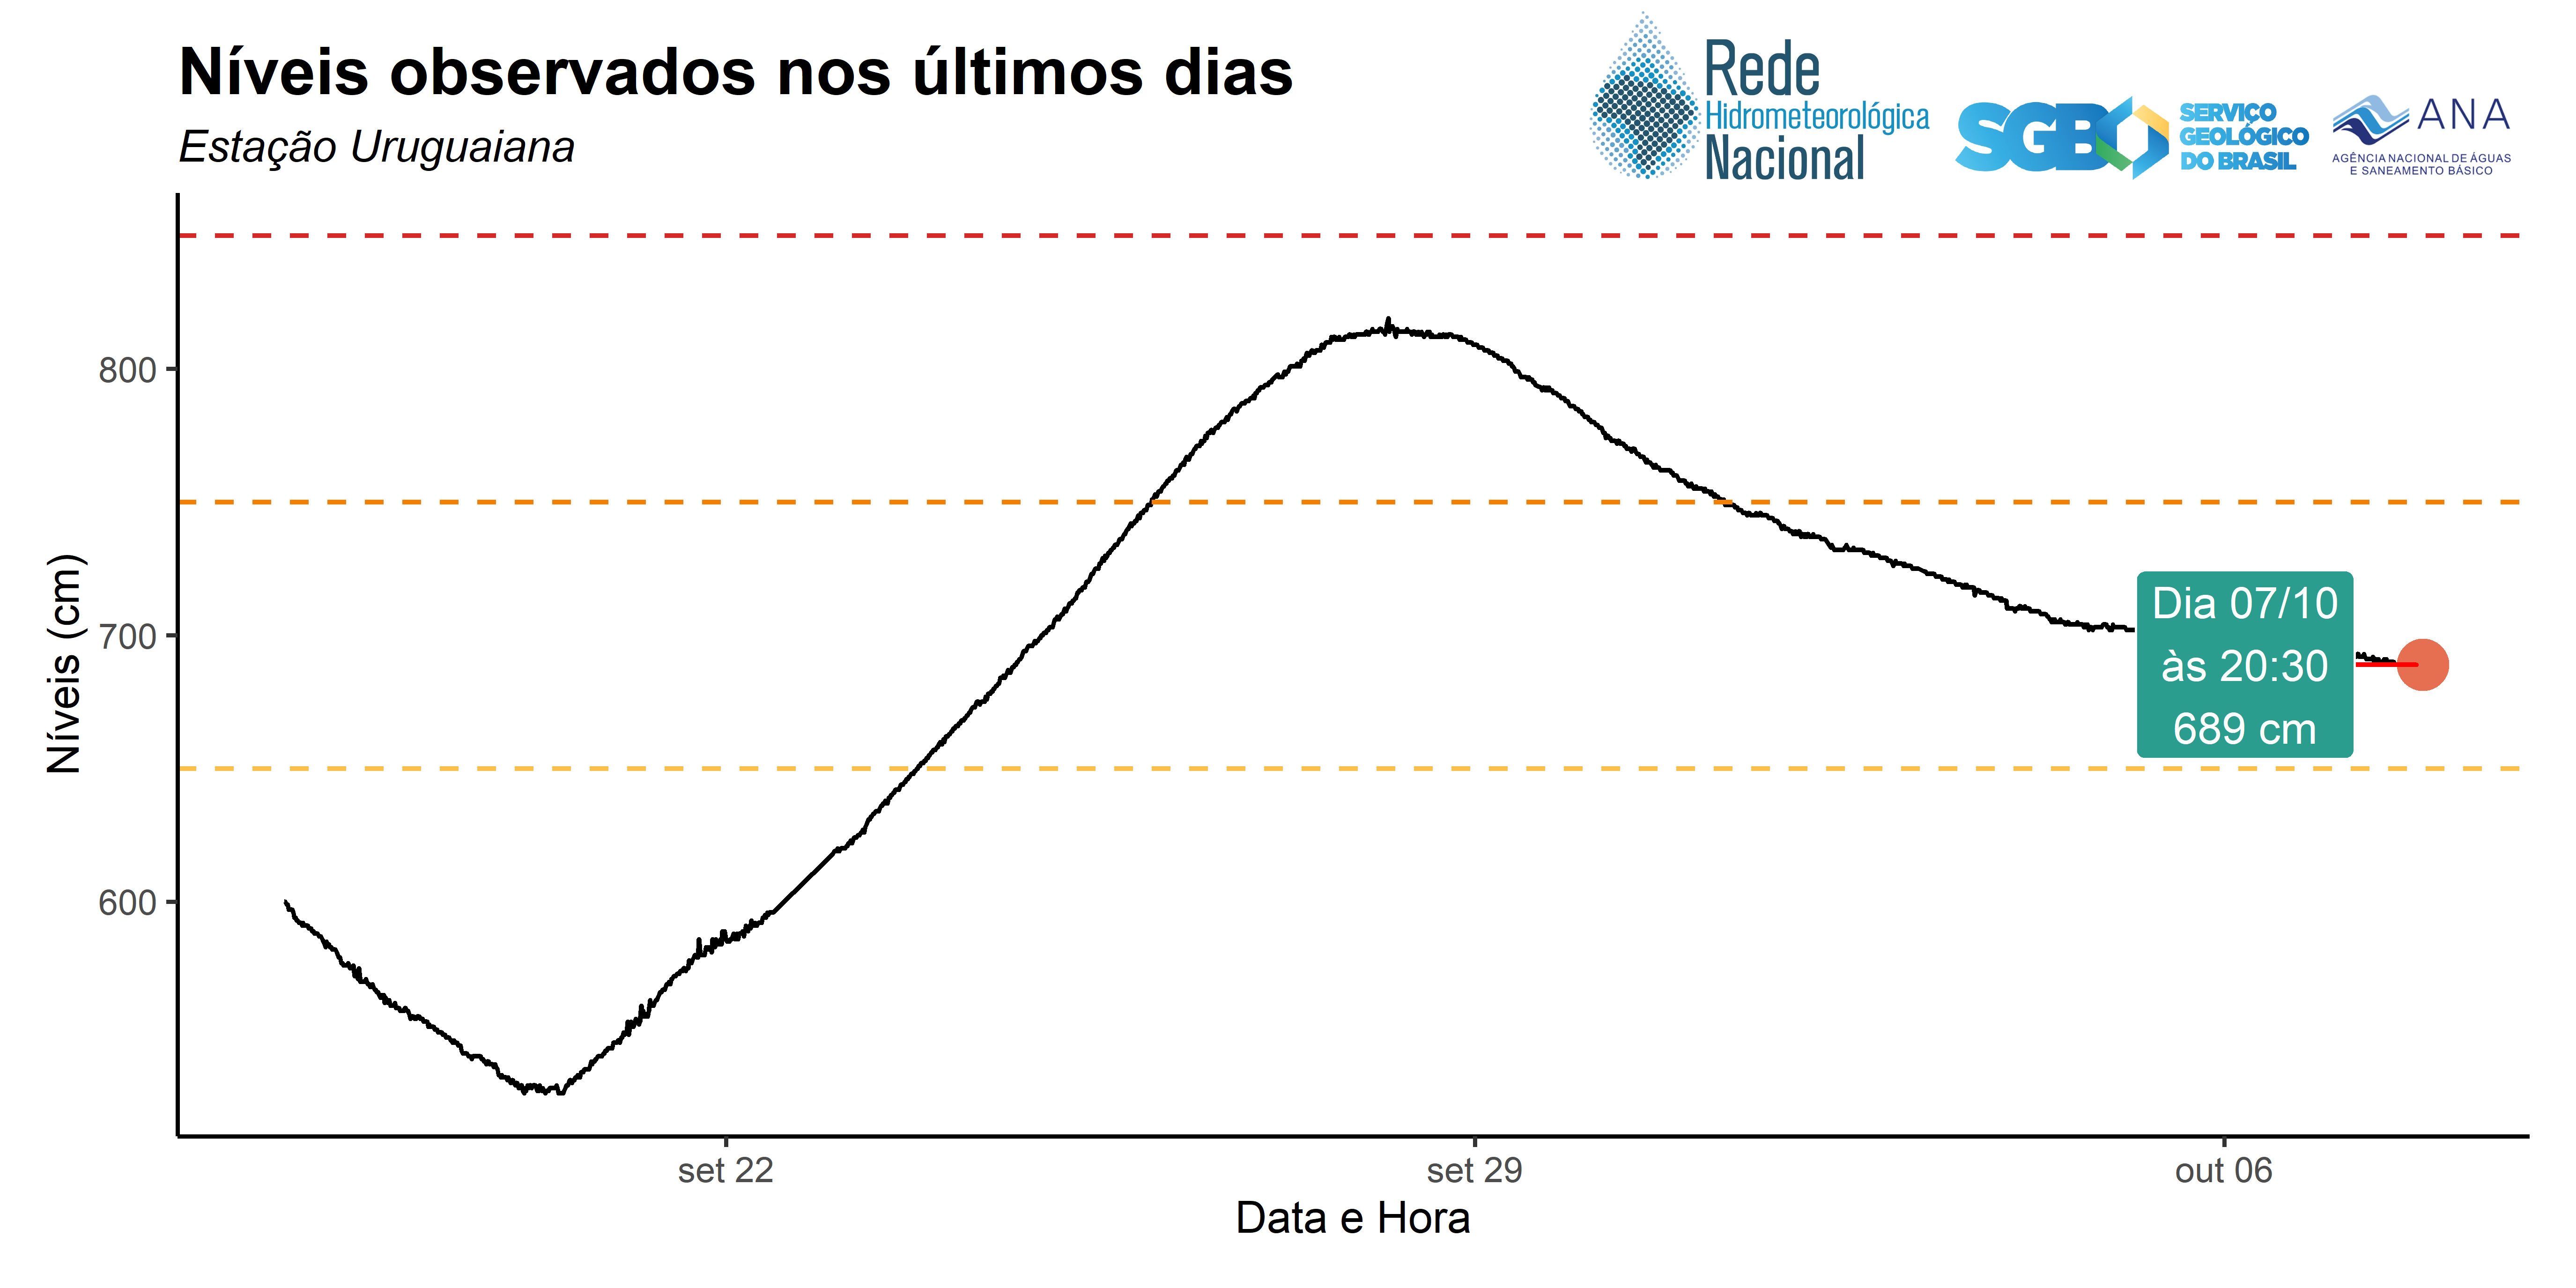 Níveis observados nos últimos dias
Estação Uruguaiana
Rede
Hidrometeorológica
Nacional
SGB
SERVIÇO
GEOLÓGICO
DO BRASIL
ANA
AGÊNCIA NACIONAL DE ÁGUAS
E SANEAMENTO BÁSICO
Níveis (cm)
800
700
600
Dia 07/10
às 20:30
689 cm
set 22
set 29
out 06
Data e Hora